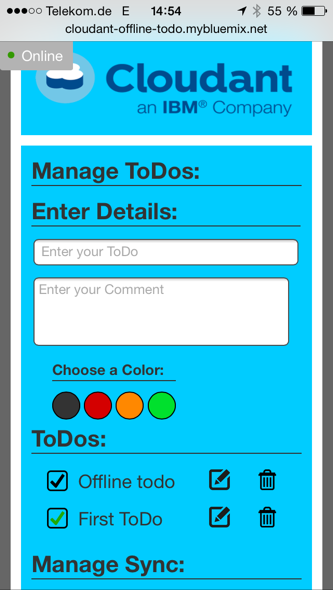 Telekom.de E 14:54 55 %
cloudant-offline-todo.mybluemix.net
Online
Cloudant
an IBM® Company
Manage ToDos:
Enter Details:
Enter your ToDo
Enter your Comment
Choose a Color:
ToDos:
Offline todo
First ToDo
Manage Sync: